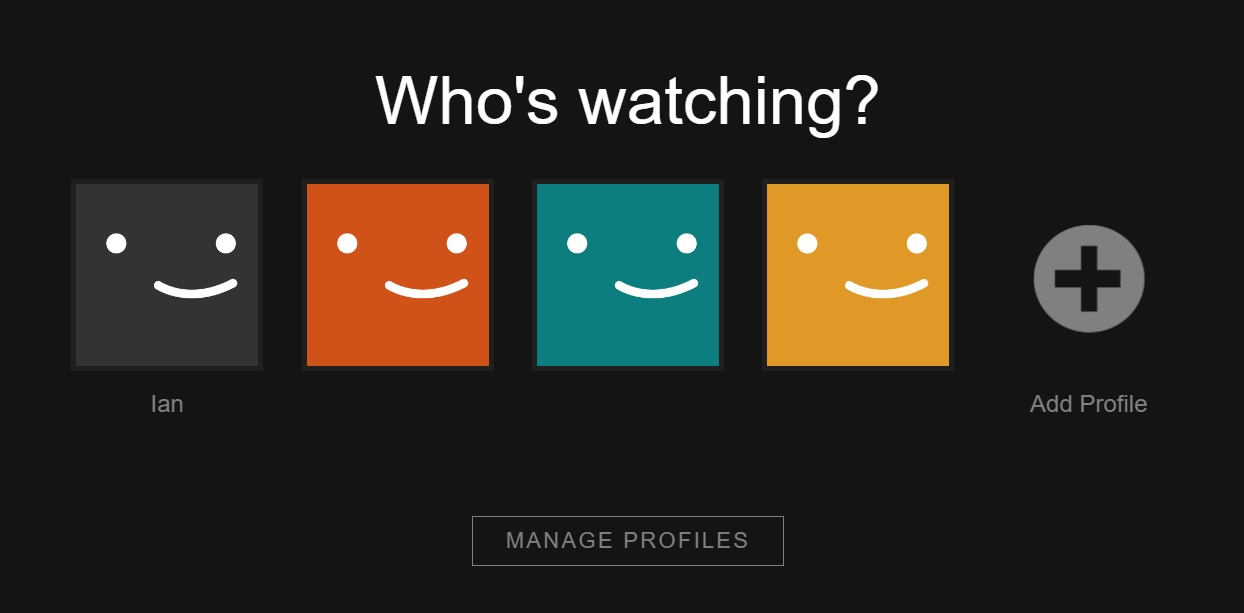 Who's watching?
Ian
Add Profile
MANAGE PROFILES